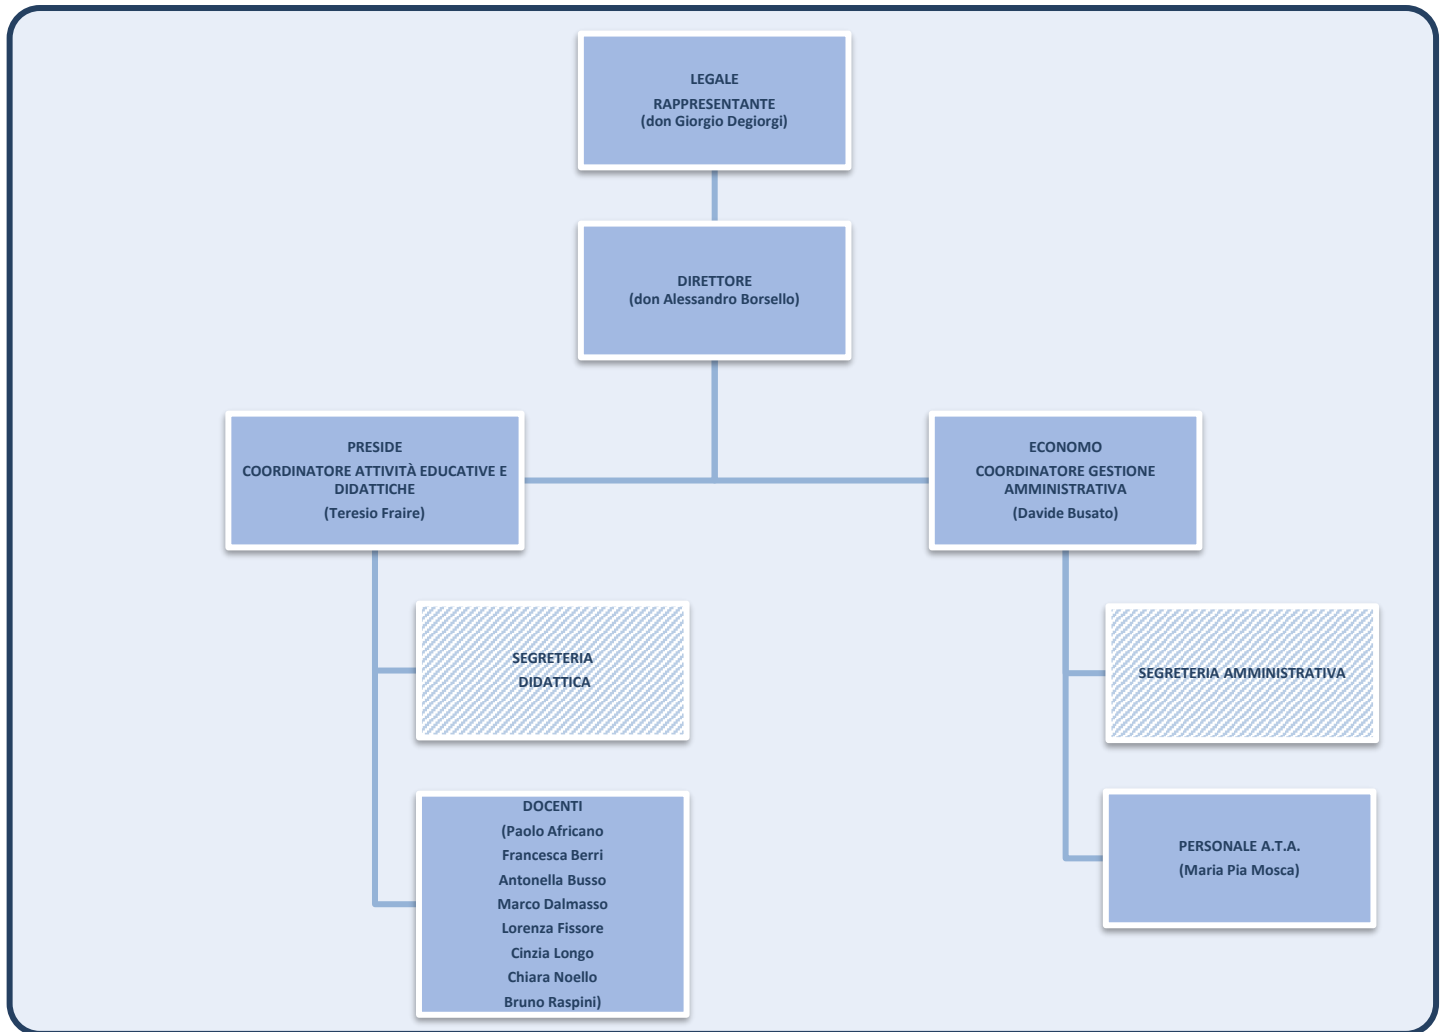 LEGALE
RAPPRESENTANTE
(don Giorgio Degiorgi)
DIRETTORE
(don Alessandro Borsello)
PRESIDE
COORDINATORE ATTIVITÀ EDUCATIVE E
DIDATTICHE
(Teresio Fraire)
ECONOMO
COORDINATORE GESTIONE
AMMINISTRATIVA
(Davide Busato)
SEGRETERIA
DIDATTICA
SEGRETERIA AMMINISTRATIVA
DOCENTI
(Paolo Africano
Francesca Berri
Antonella Busso
Marco Dalmasso
Lorenza Fissore
Cinzia Longo
Chiara Noello
Bruno Raspini)
PERSONALE A.T.A.
(Maria Pia Mosca)